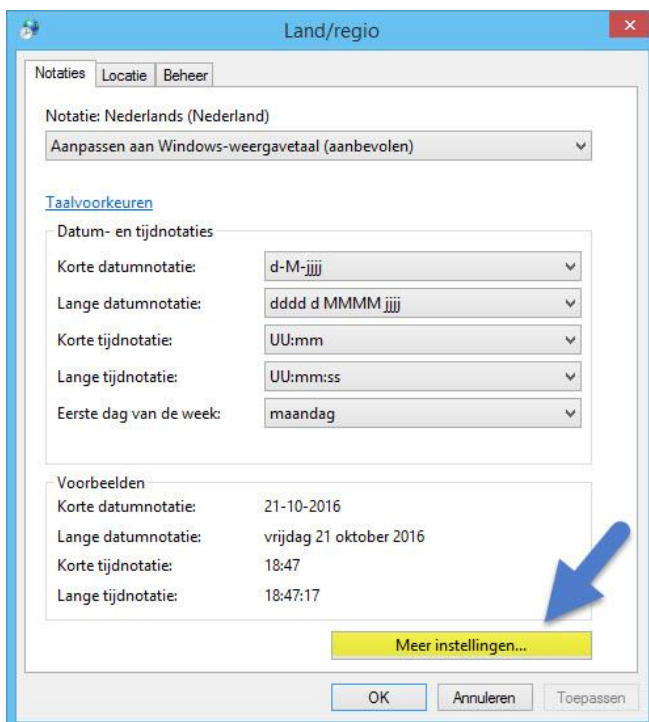 Land/regio
Notaties Locatie Beheer
Notatie: Nederlands (Nederland)
Aanpassen aan Windows-weergavetaal (aanbevolen)
Taalvoorkeuren
Datum- en tijdnotaties
Korte datumnotatie: d-M-jjjj
Lange datumnotatie: dddd d MMMM jjjj
Korte tijdnotatie: UU:mm
Lange tijdnotatie: UU:mm:ss
Eerste dag van de week: maandag
Voorbeelden
Korte datumnotatie: 21-10-2016
Lange datumnotatie: vrijdag 21 oktober 2016
Korte tijdnotatie: 18:47
Lange tijdnotatie: 18:47:17
Meer instellingen...
OK Annuleren Toepassen